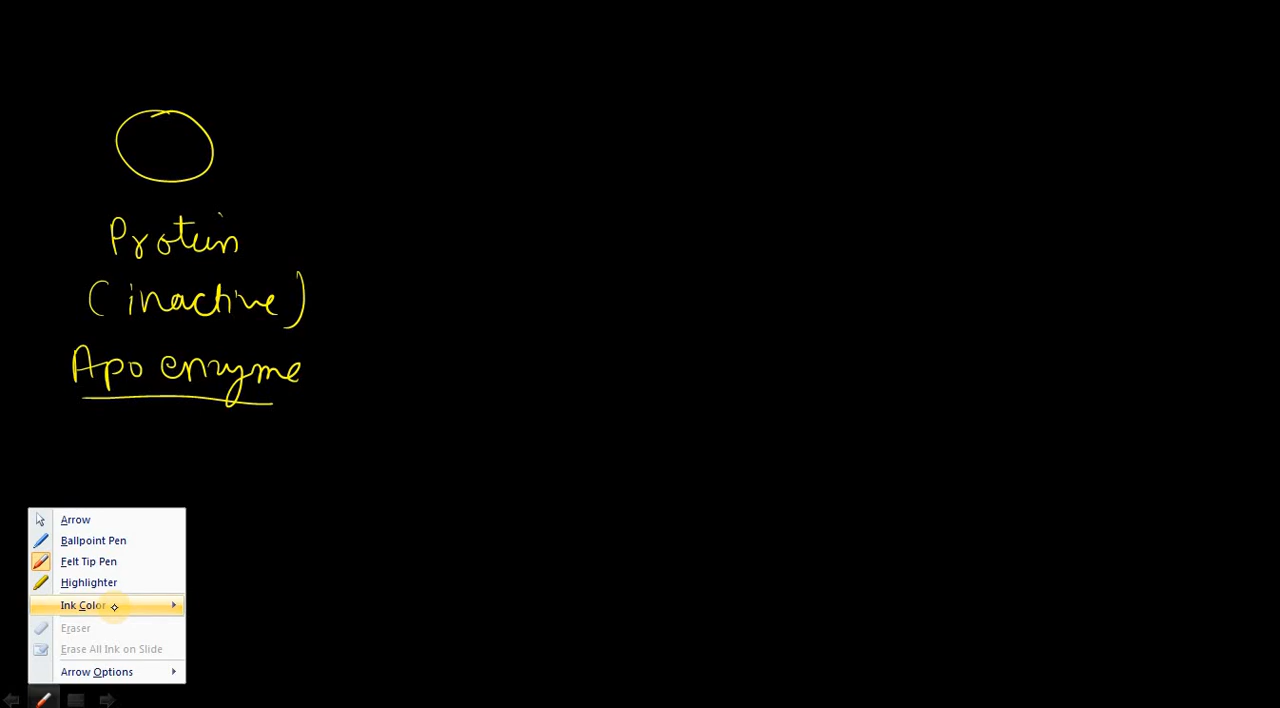 Protein
(inactive)
Apo enzyme
Arrow
Ballpoint Pen
Felt Tip Pen
Highlighter
Ink Color
Eraser
Erase All Ink on Slide
Arrow Options